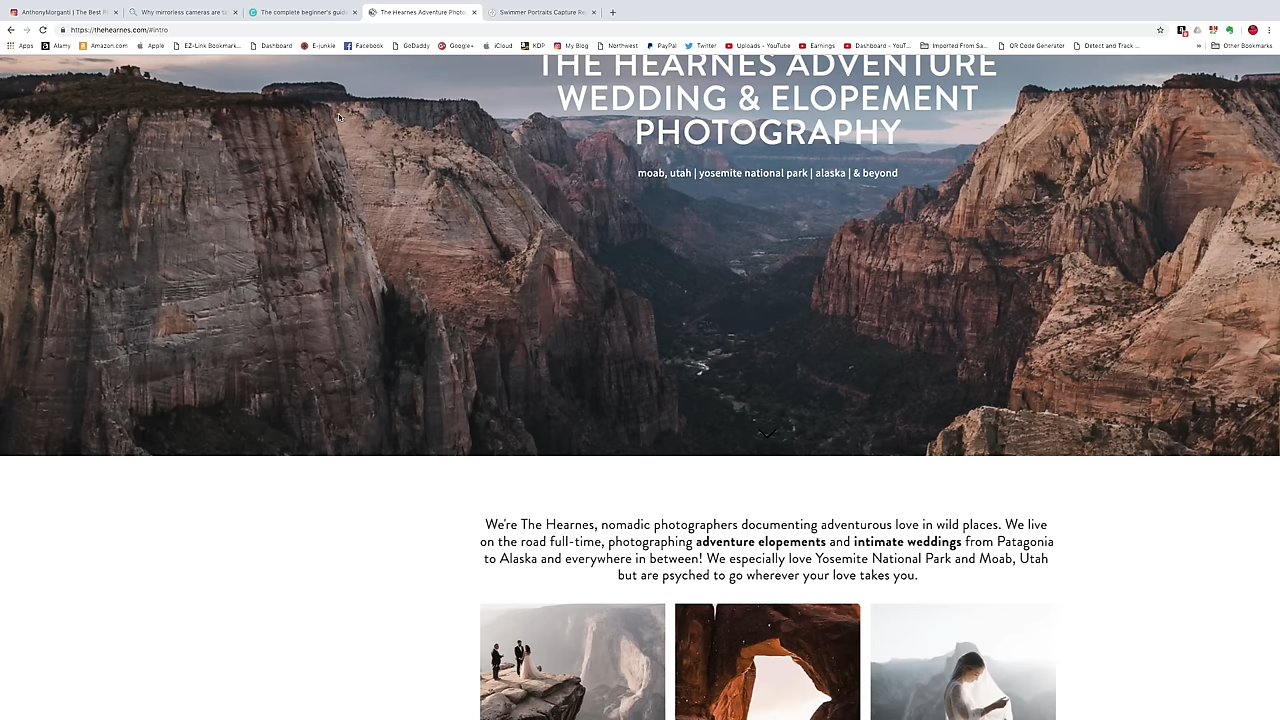 AnthonyMorganti | The Best P
Why mirrorless cameras are ta
The complete beginner's guide
The Hearnes Adventure Photo
Swimmer Portraits Capture Re
https://thehearnes.com/#intro
Apps Alamy Amazon.com Apple EZ-Link Bookmark... Dashboard E-junkie Facebook GoDaddy Google+ iCloud KDP My Blog Northwest PayPal Twitter Uploads - YouTube Earnings Dashboard - YouT... Imported From Sa... QR Code Generator Detect and Track ... » Other Bookmarks
THE HEARNES ADVENTURE
WEDDING & ELOPEMENT
PHOTOGRAPHY
moab, utah | yosemite national park | alaska | & beyond
We're The Hearnes, nomadic photographers documenting adventurous love in wild places. We live
on the road full-time, photographing adventure elopements and intimate weddings from Patagonia
to Alaska and everywhere in between! We especially love Yosemite National Park and Moab, Utah
but are psyched to go wherever your love takes you.